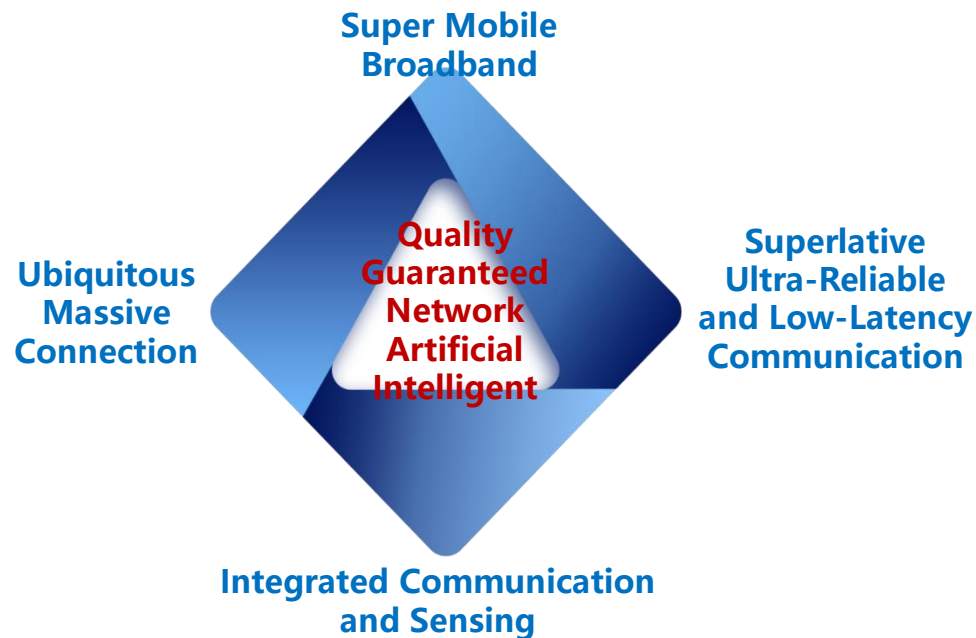 Super Mobile
Broadband
Quality
Guaranteed
Network
Artificial
Intelligent
Ubiquitous
Massive
Connection
Superlative
Ultra-Reliable
and Low-Latency
Communication
Integrated Communication
and Sensing